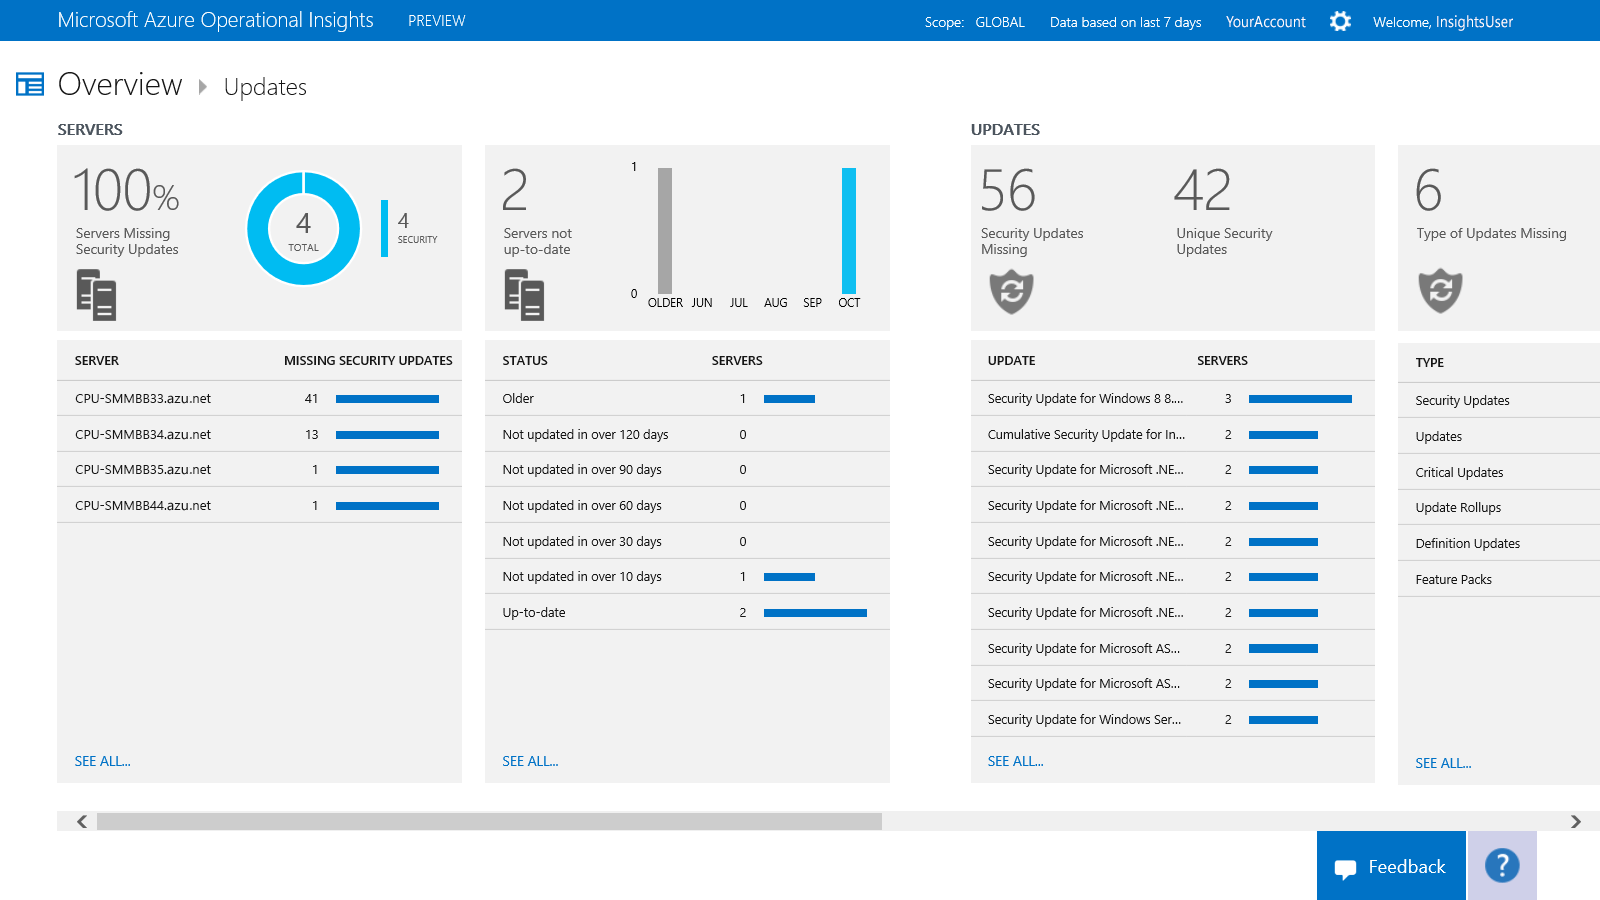 Microsoft Azure Operational Insights PREVIEW Scope: GLOBAL Data based on last 7 days YourAccount Welcome, InsightsUser
Overview Updates
SERVERS
100%
Servers Missing
Security Updates
4
TOTAL
4
SECURITY
SERVER MISSING SECURITY UPDATES
CPU-SMMBB33.azu.net 41
CPU-SMMBB34.azu.net 13
CPU-SMMBB35.azu.net 1
CPU-SMMBB44.azu.net 1
SEE ALL...
2
Servers not
up-to-date
1
0
OLDER JUN JUL AUG SEP OCT
STATUS SERVERS
Older 1
Not updated in over 120 days 0
Not updated in over 90 days 0
Not updated in over 60 days 0
Not updated in over 30 days 0
Not updated in over 10 days 1
Up-to-date 2
SEE ALL...
UPDATES
56
Security Updates
Missing
42
Unique Security
Updates
UPDATE SERVERS
Security Update for Windows 8 8.... 3
Cumulative Security Update for In... 2
Security Update for Microsoft .NE... 2
Security Update for Microsoft .NE... 2
Security Update for Microsoft .NE... 2
Security Update for Microsoft .NE... 2
Security Update for Microsoft .NE... 2
Security Update for Microsoft AS... 2
Security Update for Microsoft AS... 2
Security Update for Windows Ser... 2
SEE ALL...
6
Type of Updates Missing
TYPE
Security Updates
Updates
Critical Updates
Update Rollups
Definition Updates
Feature Packs
SEE ALL...
Feedback
?